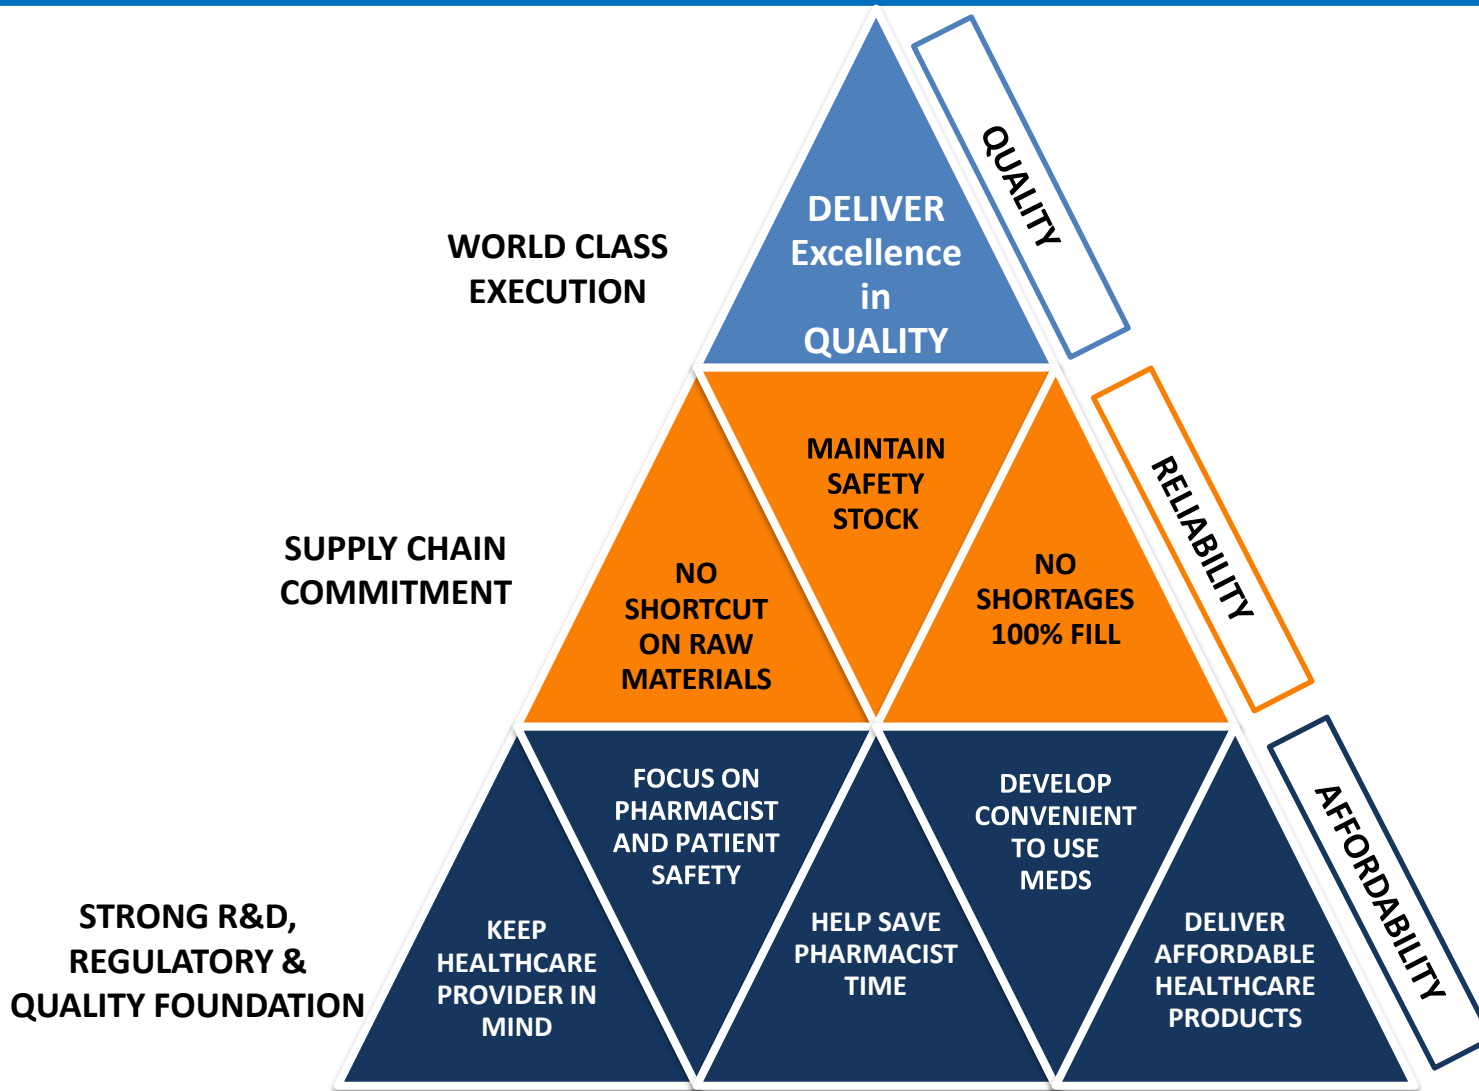 WORLD CLASS
EXECUTION
DELIVER
Excellence
in
QUALITY
QUALITY
SUPPLY CHAIN
COMMITMENT
NO
SHORTCUT
ON RAW
MATERIALS
MAINTAIN
SAFETY
STOCK
NO
SHORTAGES
100% FILL
RELIABILITY
STRONG R&D,
REGULATORY &
QUALITY FOUNDATION
KEEP
HEALTHCARE
PROVIDER IN
MIND
FOCUS ON
PHARMACIST
AND PATIENT
SAFETY
HELP SAVE
PHARMACIST
TIME
DEVELOP
CONVENIENT
TO USE
MEDS
DELIVER
AFFORDABLE
HEALTHCARE
PRODUCTS
AFFORDABILITY